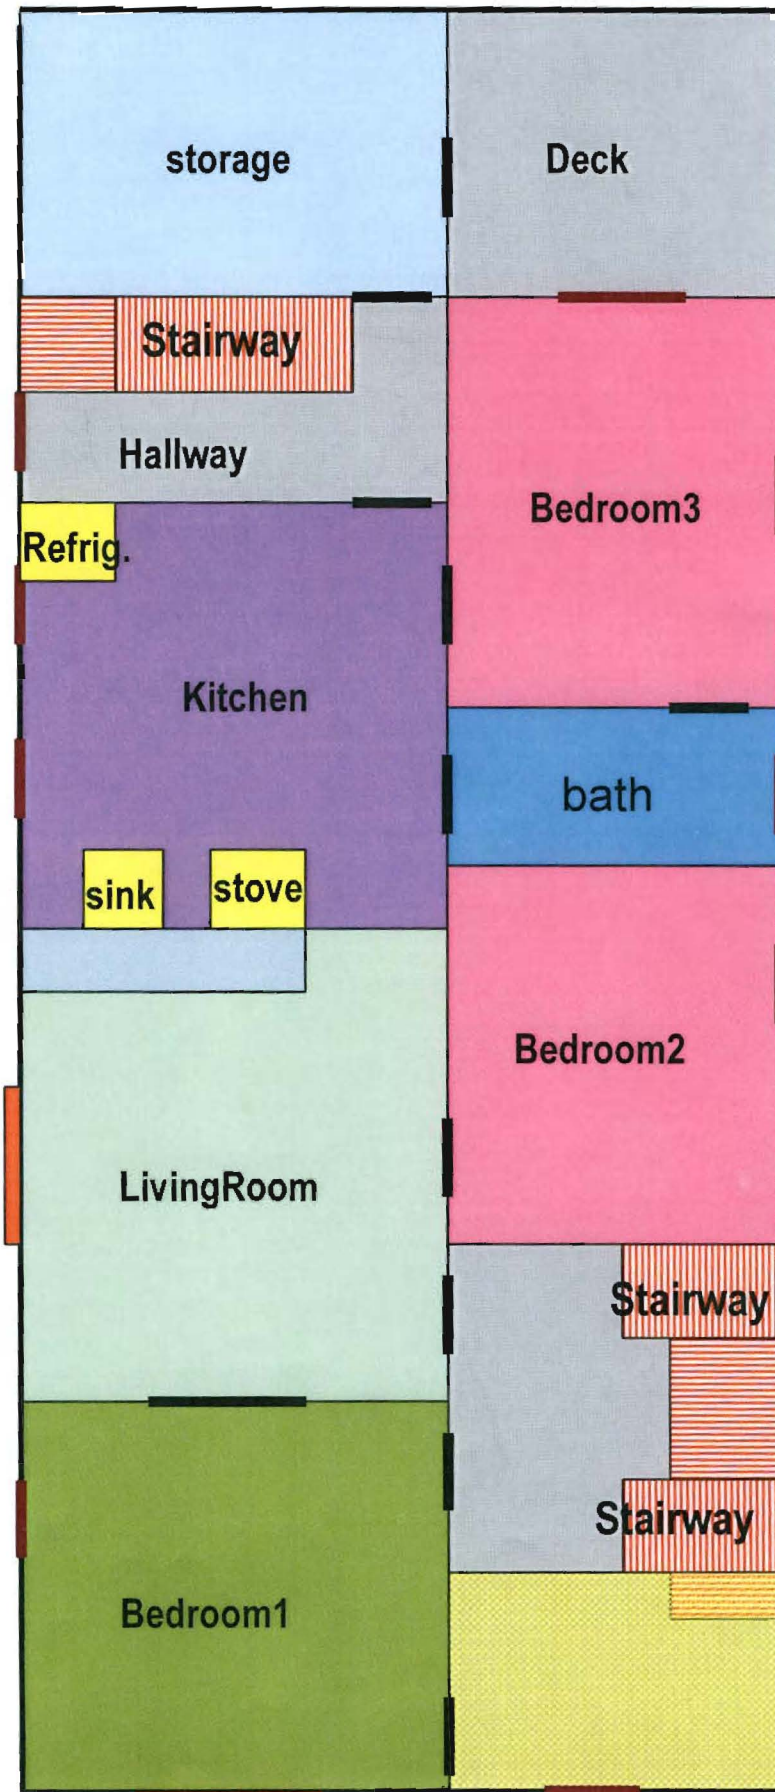 storage
Deck
Stairway
Hallway
Bedroom3
Refrig.
Kitchen
bath
sink
stove
Bedroom2
LivingRoom
Stairway
Stairway
Bedroom1